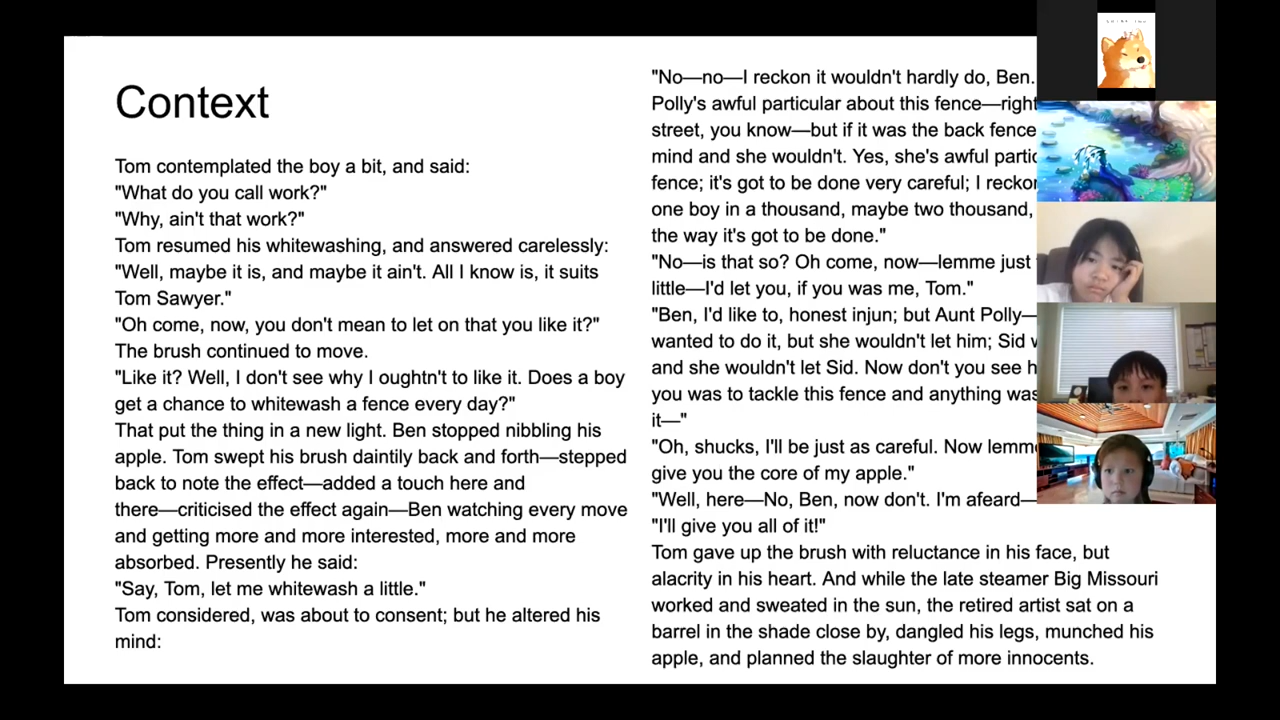 Context
Tom contemplated the boy a bit, and said:
"What do you call work?"
"Why, ain't that work?"
Tom resumed his whitewashing, and answered carelessly:
"Well, maybe it is, and maybe it ain't. All I know is, it suits
Tom Sawyer."
"Oh come, now, you don't mean to let on that you like it?"
The brush continued to move.
"Like it? Well, I don't see why I oughtn't to like it. Does a boy
get a chance to whitewash a fence every day?"
That put the thing in a new light. Ben stopped nibbling his
apple. Tom swept his brush daintily back and forth—stepped
back to note the effect—added a touch here and
there—criticised the effect again—Ben watching every move
and getting more and more interested, more and more
absorbed. Presently he said:
"Say, Tom, let me whitewash a little."
Tom considered, was about to consent; but he altered his
mind:
"No—no—I reckon it wouldn't hardly do, Ben.
Polly's awful particular about this fence—right
street, you know—but if it was the back fence
mind and she wouldn't. Yes, she's awful
fence; it's got to be done very careful; I
one boy in a thousand, maybe two thousand,
the way it's got to be done."
"No—is that so? Oh come, now—lemme just
little—I'd let you, if you was me, Tom."
"Ben, I'd like to, honest injun; but Aunt Polly—
wanted to do it, but she wouldn't let him; Sid
and she wouldn't let Sid. Now don't you see
you was to tackle this fence and anything was
it—"
"Oh, shucks, I'll be just as careful. Now
give you the core of my apple."
"Well, here—No, Ben, now don't. I'm afeard—
"I'll give you all of it!"
Tom gave up the brush with reluctance in his face, but
alacrity in his heart. And while the late steamer Big Missouri
worked and sweated in the sun, the retired artist sat on a
barrel in the shade close by, dangled his legs, munched his
apple, and planned the slaughter of more innocents.